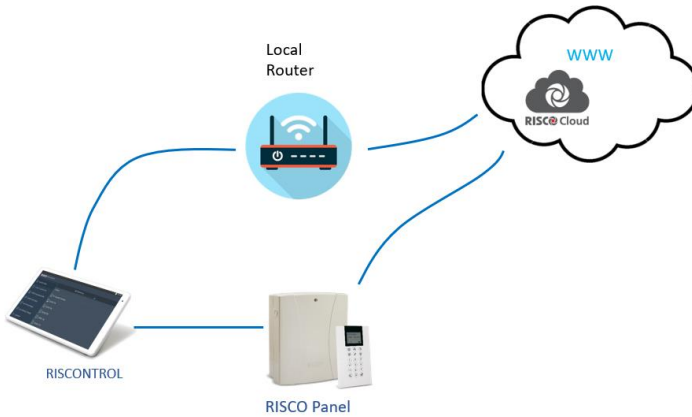 Local
Router
WWW
RISCO Cloud
RISCONTROL
RISCO Panel